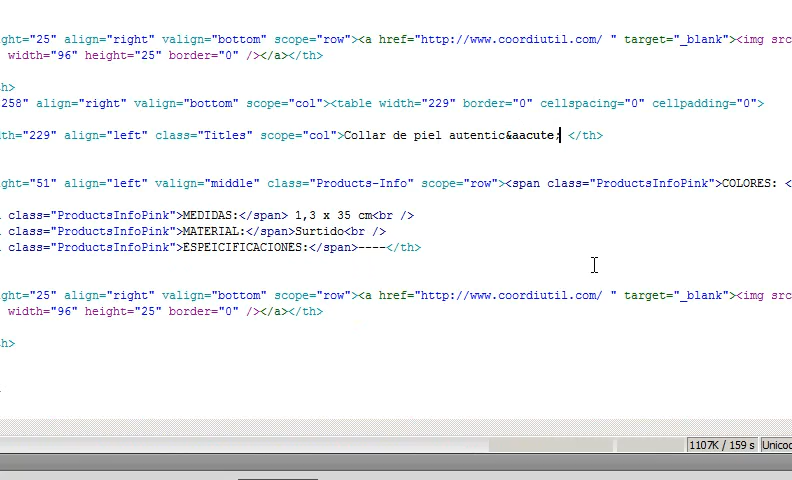 ght="25" align="right" valign="bottom" scope="row"><a href="http://www.coordiutil.com/ " target="_blank"><img src
width="96" height="25" border="0" /></a></th>
h>
258" align="right" valign="bottom" scope="col"><table width="229" border="0" cellspacing="0" cellpadding="0">
th="229" align="left" class="Titles" scope="col">Collar de piel autentic&aacute; </th>
ght="51" align="left" valign="middle" class="Products-Info" scope="row"><span class="ProductsInfoPink">COLORES: <
class="ProductsInfoPink">MEDIDAS:</span> 1,3 x 35 cm<br />
class="ProductsInfoPink">MATERIAL:</span>Surtido<br />
class="ProductsInfoPink">ESPEICIFICACIONES:</span>----</th>
ght="25" align="right" valign="bottom" scope="row"><a href="http://www.coordiutil.com/ " target="_blank"><img src
width="96" height="25" border="0" /></a></th>
h>
1107K / 159 s Unicod